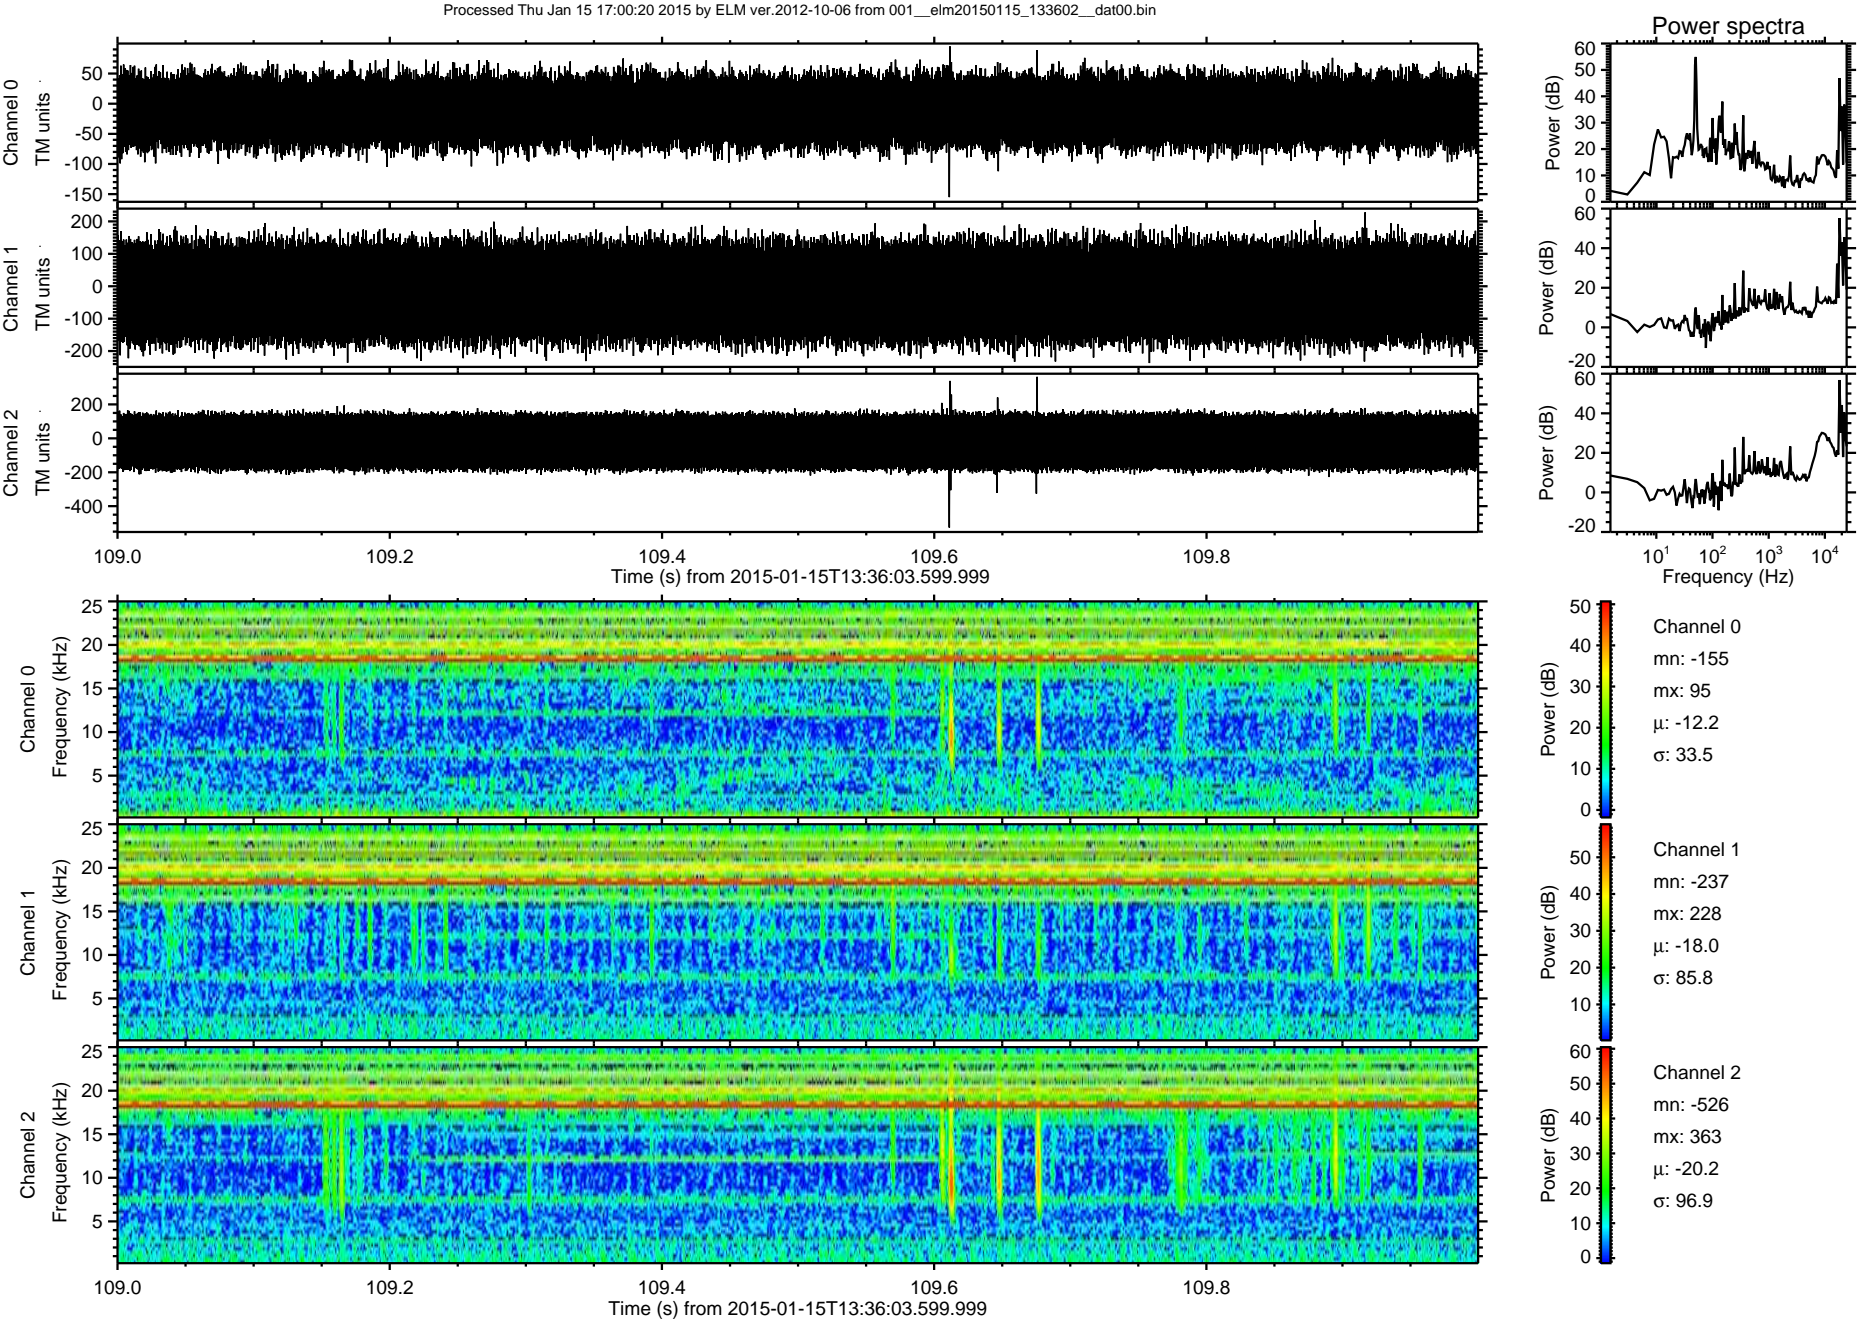 Processed Thu Jan 15 17:00:20 2015 by ELM ver.2012-10-06 from 001__elm20150115_133602__dat00.bin
Power spectra
Channel 0
TM units
50
0
-50
-100
-150
Power (dB)
60
50
40
30
20
10
0
Channel 1
TM units
200
100
0
-100
-200
Power (dB)
60
40
20
0
-20
Channel 2
TM units
200
0
-200
-400
Power (dB)
60
40
20
0
-20
109.0 109.2 109.4 109.6 109.8
Time (s) from 2015-01-15T13:36:03.599.999
10^1 10^2 10^3 10^4
Frequency (Hz)
Channel 0
Frequency (kHz)
25
20
15
10
5
Power (dB)
50
40
30
20
10
0
Channel 0
mn: -155
mx: 95
μ: -12.2
σ: 33.5
Channel 1
Frequency (kHz)
25
20
15
10
5
Power (dB)
50
40
30
20
10
Channel 1
mn: -237
mx: 228
μ: -18.0
σ: 85.8
Channel 2
Frequency (kHz)
25
20
15
10
5
Power (dB)
60
50
40
30
20
10
0
Channel 2
mn: -526
mx: 363
μ: -20.2
σ: 96.9
109.0 109.2 109.4 109.6 109.8
Time (s) from 2015-01-15T13:36:03.599.999